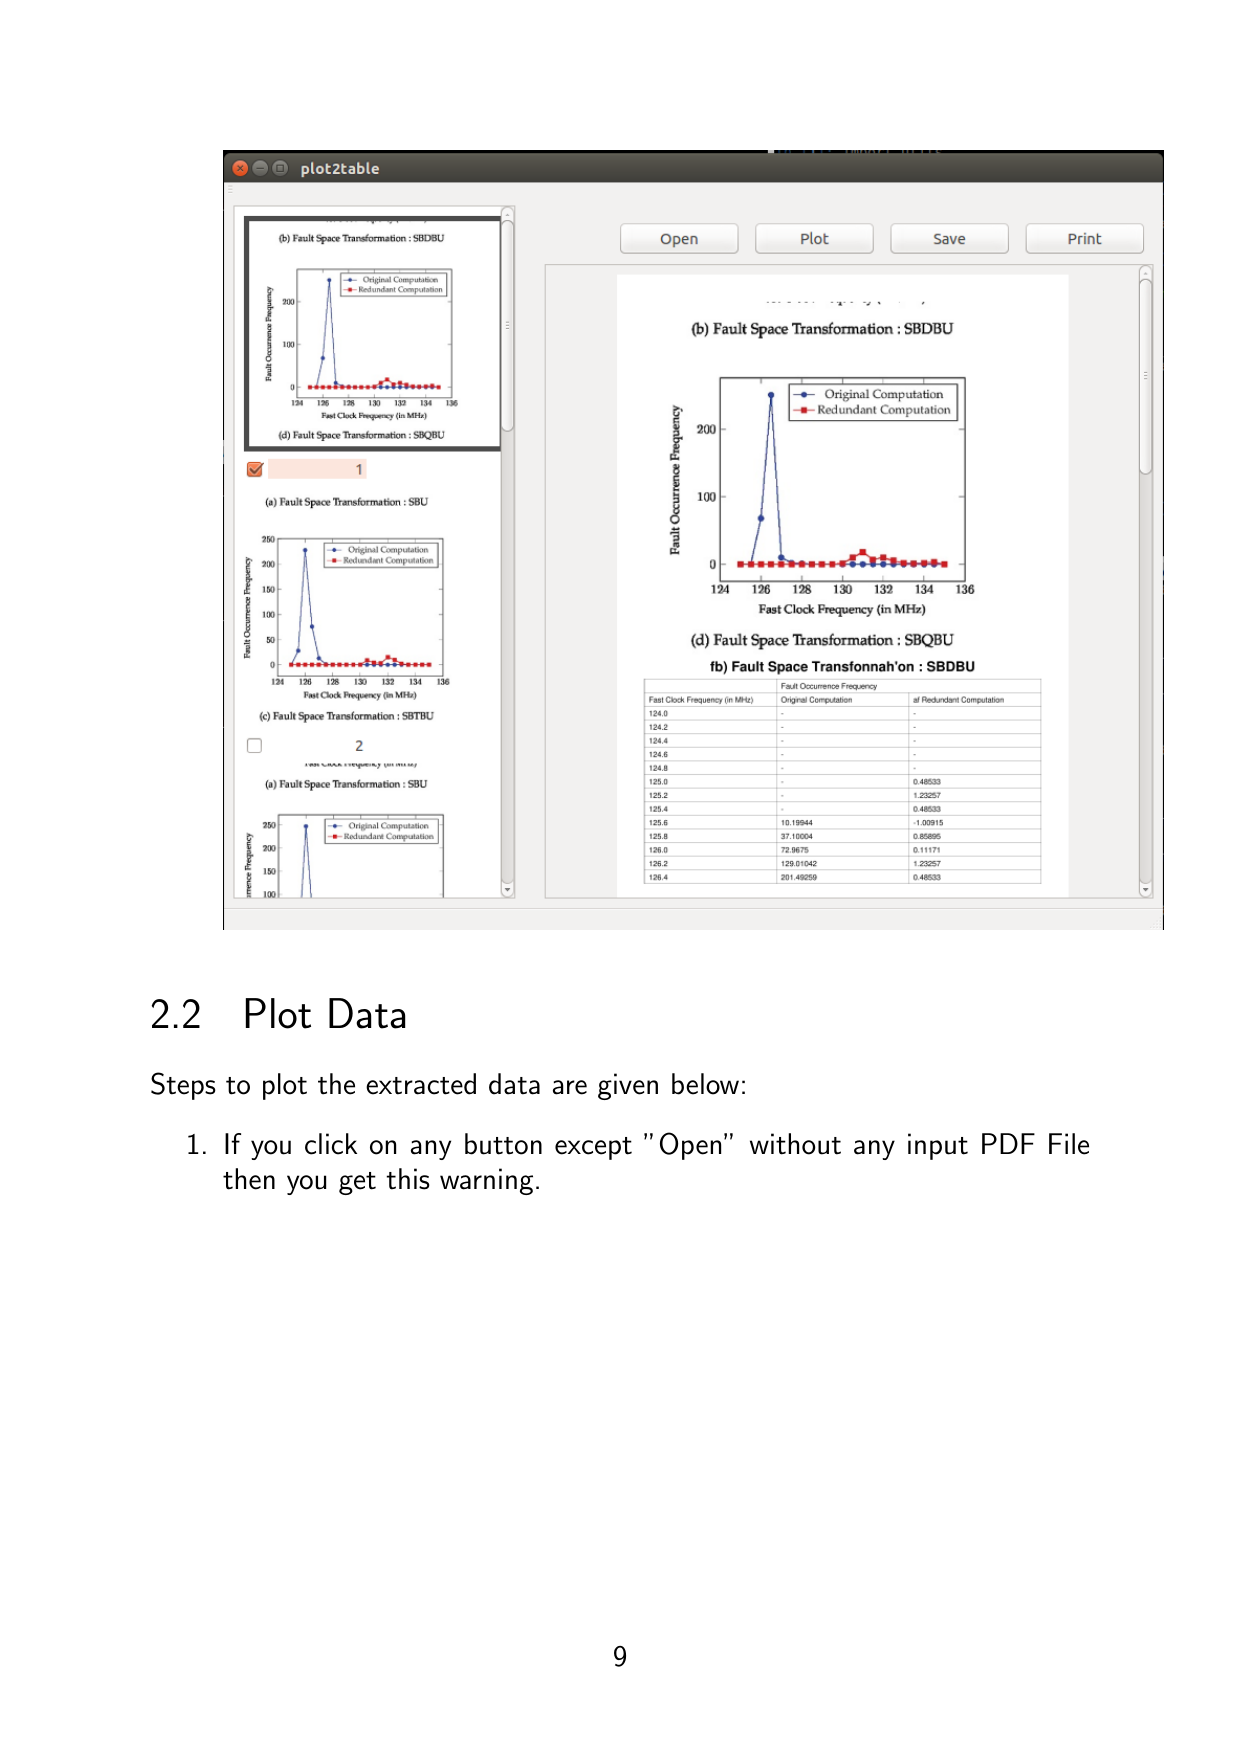 plot2table
Open
Plot
Save
Print
(b) Fault Space Transformation : SBDBU
Fault Occurrence Frequency
Original Computation
Redundant Computation
200
100
0
124 126 128 130 132 134 136
Fast Clock Frequency (in MHz)
(d) Fault Space Transformation : SBQBU
1
(a) Fault Space Transformation : SBU
Fault Occurrence Frequency
Original Computation
Redundant Computation
250
200
150
100
50
0
124 126 128 130 132 134 136
Fast Clock Frequency (in MHz)
(c) Fault Space Transformation : SBTBU
2
(a) Fault Space Transformation : SBU
Original Computation
Redundant Computation
250
200
150
100
(b) Fault Space Transformation : SBDBU
Fault Occurrence Frequency
Original Computation
Redundant Computation
200
100
0
124 126 128 130 132 134 136
Fast Clock Frequency (in MHz)
(d) Fault Space Transformation : SBQBU
fb) Fault Space Transfonnah'on : SBDBU
Fault Occurrence Frequency
Fast Clock Frequency (in MHz) Original Computation af Redundant Computation
124.0 - -
124.2 - -
124.4 - -
124.6 - -
124.8 - -
125.0 - 0.48533
125.2 - 1.23257
125.4 - 0.48533
125.6 10.19944 -1.00915
125.8 37.10004 0.85895
126.0 72.9675 0.11171
126.2 129.01042 1.23257
126.4 201.49259 0.48533
2.2 Plot Data
Steps to plot the extracted data are given below:
1. If you click on any button except ”Open” without any input PDF File
then you get this warning.
9